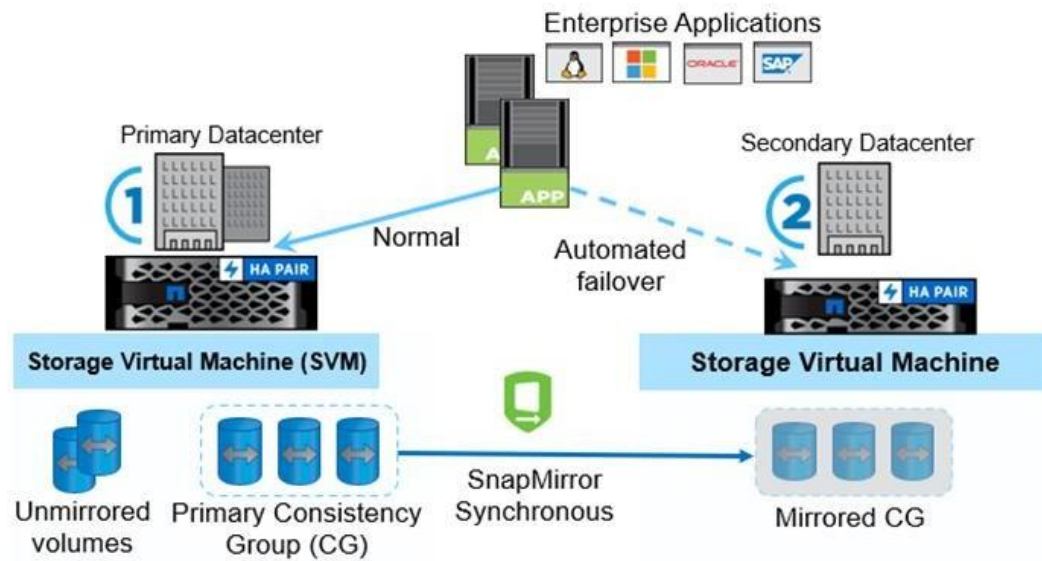 Enterprise Applications
ORACLE
SAP
Primary Datacenter
Secondary Datacenter
1
2
A
APP
Normal
Automated
failover
HA PAIR
HA PAIR
Storage Virtual Machine (SVM)
Storage Virtual Machine
SnapMirror
Synchronous
Unmirrored
volumes
Primary Consistency
Group (CG)
Mirrored CG